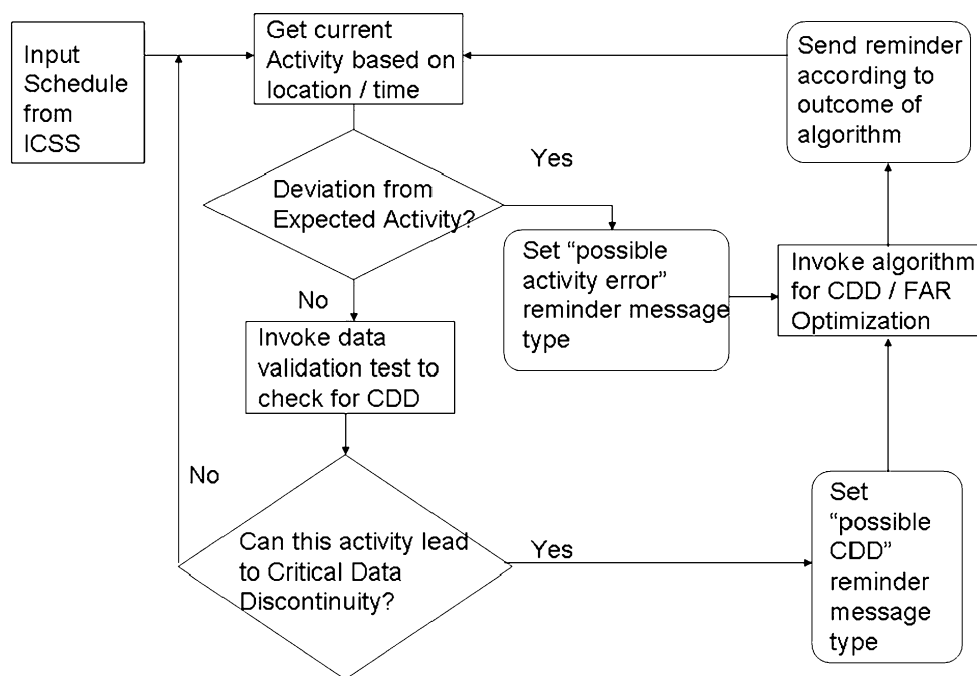 Input
Schedule
from
ICSS
Get current
Activity based on
location / time
Send reminder
according to
outcome of
algorithm
Yes
Deviation from
Expected Activity?
Set “possible
activity error”
reminder message
type
Invoke algorithm
for CDD / FAR
Optimization
No
Invoke data
validation test to
check for CDD
No
Can this activity lead
to Critical Data
Discontinuity?
Yes
Set
“possible
CDD”
reminder
message
type